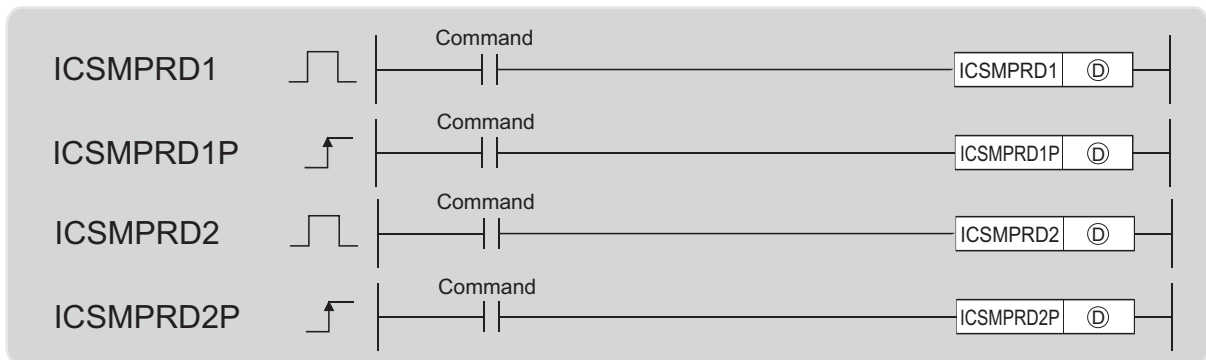 Command
ICSMPRD1 ICSMPRD1 Ⓓ
Command
ICSMPRD1P ICSMPRD1P Ⓓ
Command
ICSMPRD2 ICSMPRD2 Ⓓ
Command
ICSMPRD2P ICSMPRD2P Ⓓ